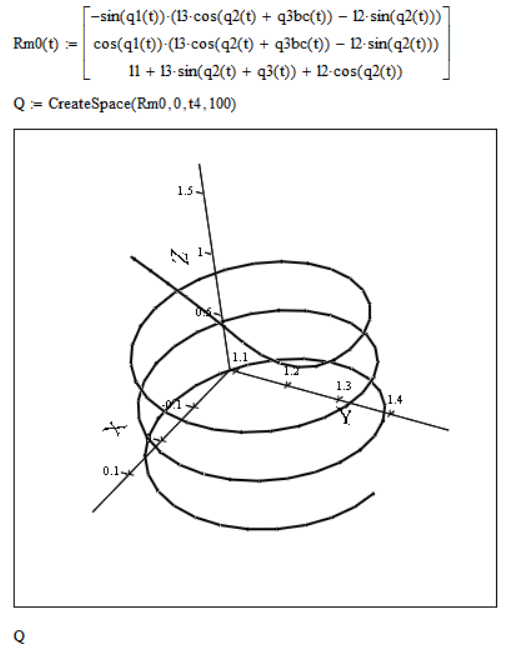 Rm0(t) := [−sin(q1(t))·(l3·cos(q2(t) + q3bc(t)) − l2·sin(q2(t)))
cos(q1(t))·(l3·cos(q2(t) + q3bc(t)) − l2·sin(q2(t)))
l1 + l3·sin(q2(t) + q3(t)) + l2·cos(q2(t))]
Q := CreateSpace(Rm0,0,t4,100)
1.5
Z
1
0.5
1.1
1.2
1.3
1.4
Y
-0.1
X
0.1
Q